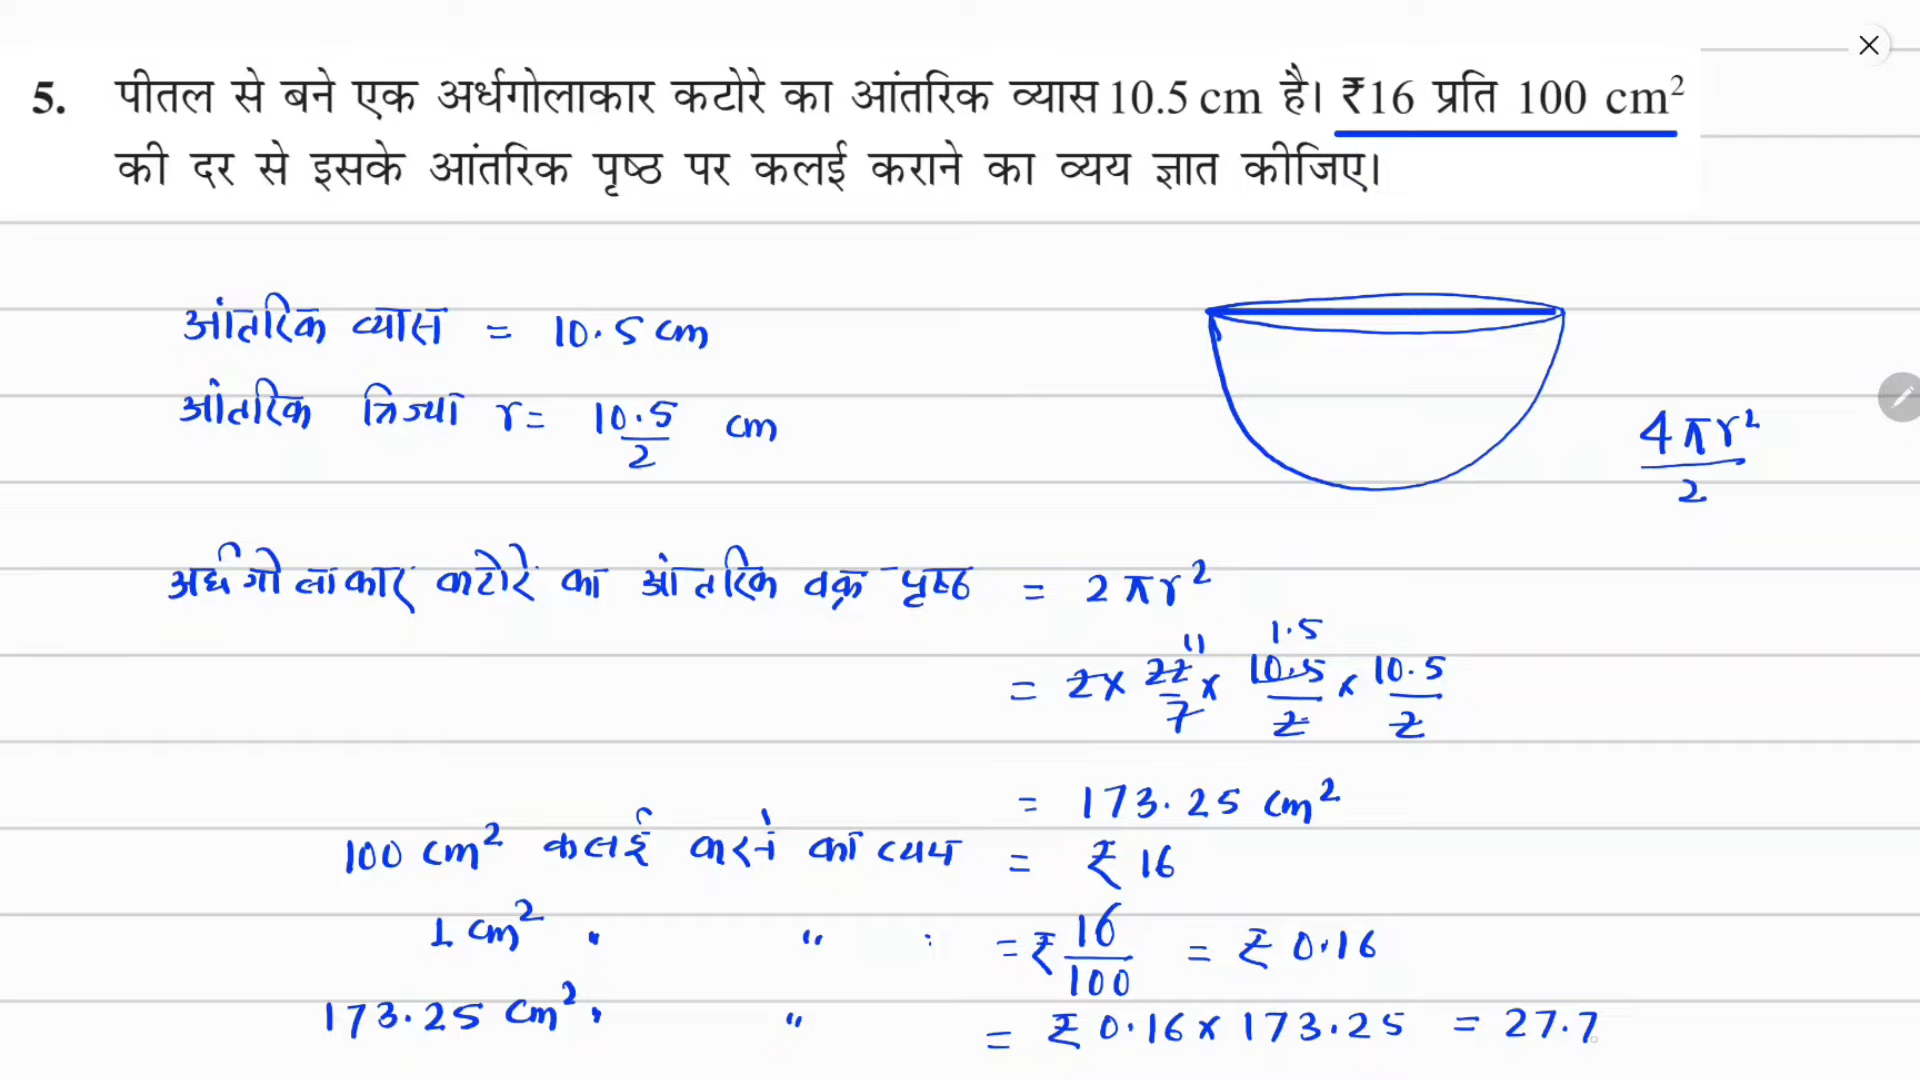 5. पीतल से बने एक अर्धगोलाकार कटोरे का आंतरिक व्यास 10.5 cm है। ₹16 प्रति 100 cm²
की दर से इसके आंतरिक पृष्ठ पर कलई कराने का व्यय ज्ञात कीजिए।
आंतरिक व्यास = 10.5 cm
आंतरिक त्रिज्या r = 10.5/2 cm
4πr²/2
अर्धगोलाकार कटोरे का आंतरिक वक्र पृष्ठ = 2πr²
= 2 × 22/7 × 10.5/2 × 10.5/2
11 1.5
= 173.25 cm²
100 cm² कलई करने का व्यय = ₹ 16
1 cm² " " " = ₹ 16/100 = ₹ 0.16
173.25 cm² " " = ₹ 0.16 × 173.25 = 27.7